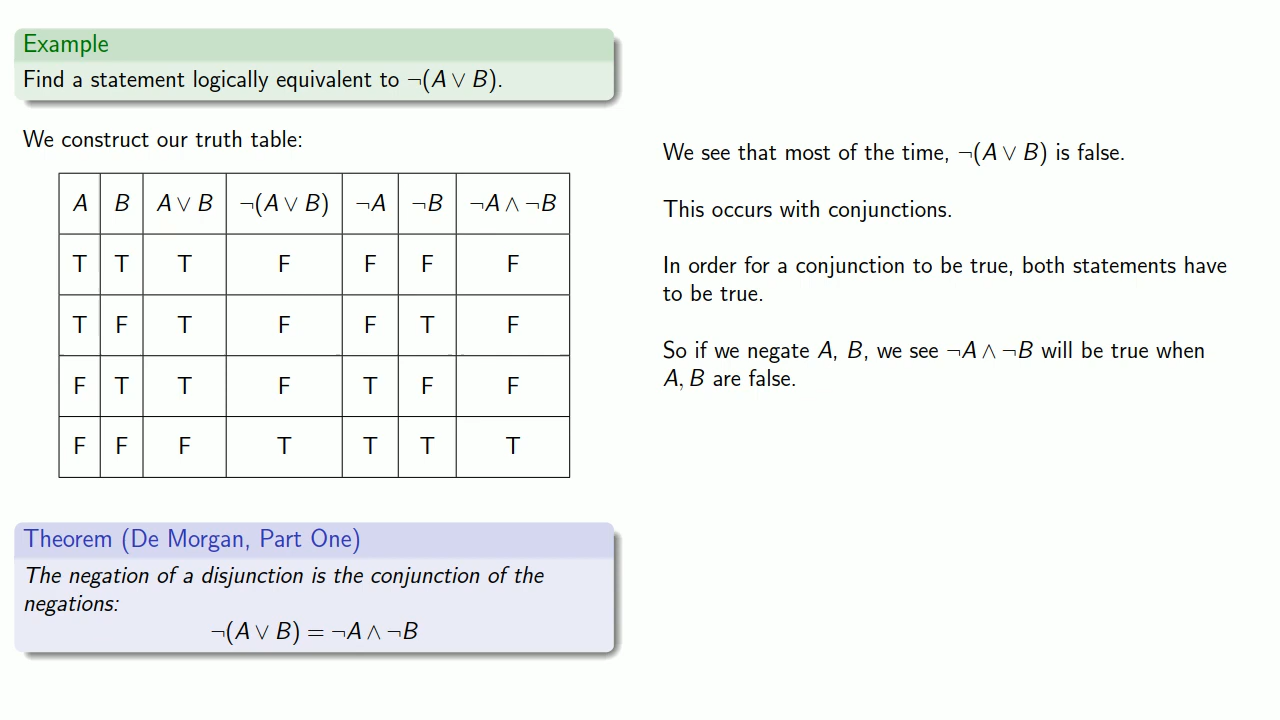 Example
Find a statement logically equivalent to ¬(A ∨ B).
We construct our truth table:
A B A ∨ B ¬(A ∨ B) ¬A ¬B ¬A ∧ ¬B
T T T F F F F
T F T F F T F
F T T F T F F
F F F T T T T
Theorem (De Morgan, Part One)
The negation of a disjunction is the conjunction of the
negations:
¬(A ∨ B) = ¬A ∧ ¬B
We see that most of the time, ¬(A ∨ B) is false.
This occurs with conjunctions.
In order for a conjunction to be true, both statements have
to be true.
So if we negate A, B, we see ¬A ∧ ¬B will be true when
A, B are false.